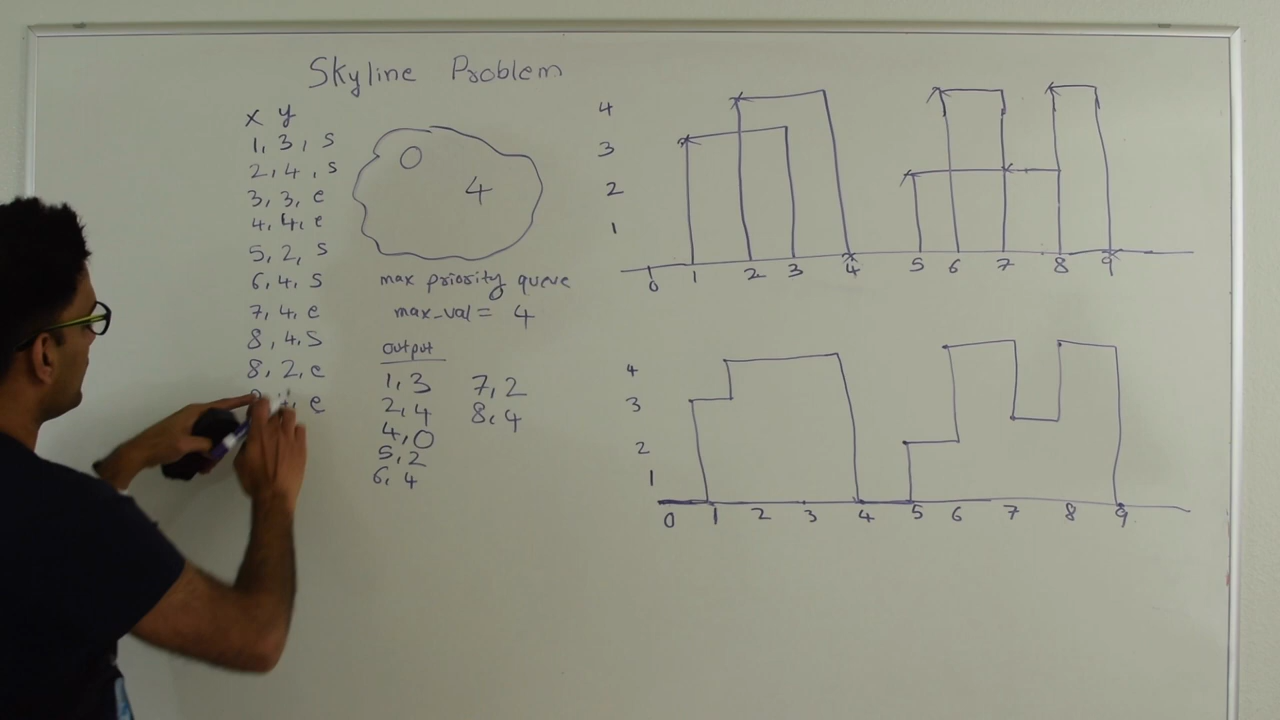 Skyline Problem
x y
1, 3, s
2, 4, s
3, 3, e
4, 4, e
5, 2, s
6, 4, s
7, 4, e
8, 4, s
8, 2, e
, e
0
4
max priority queue
max_val = 4
output
1, 3
2, 4
4, 0
5, 2
6, 4
7, 2
8, 4
4
3
2
1
0 1 2 3 4 5 6 7 8 9
4
3
2
1
0 1 2 3 4 5 6 7 8 9